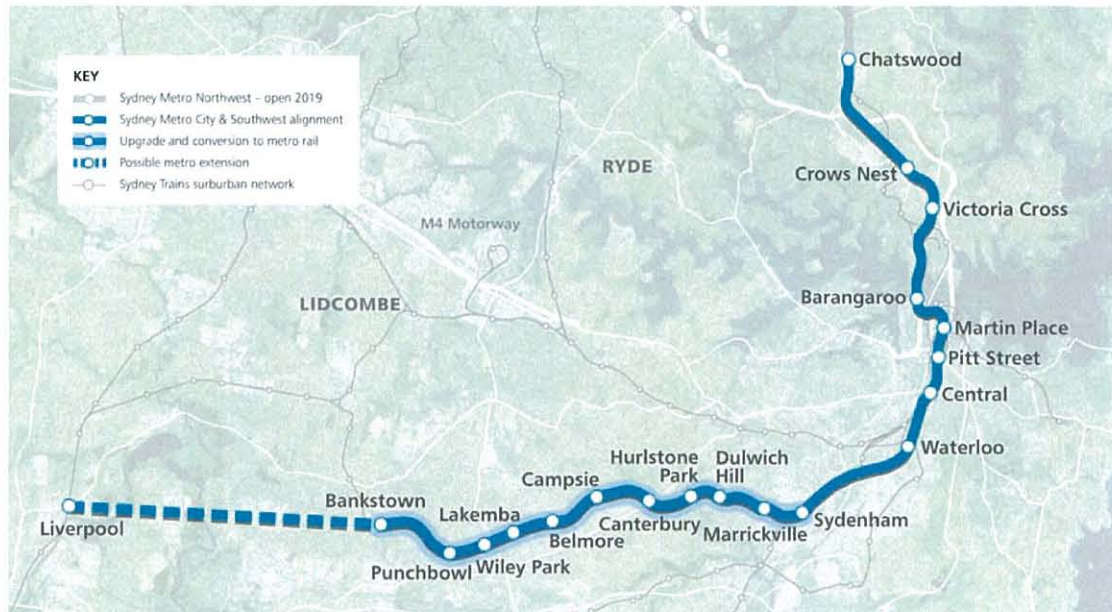 KEY
Sydney Metro Northwest – open 2019
Sydney Metro City & Southwest alignment
Upgrade and conversion to metro rail
Possible metro extension
Sydney Trains surburban network
Chatswood
RYDE
Crows Nest
Victoria Cross
M4 Motorway
LIDCOMBE
Barangaroo
Martin Place
Pitt Street
Central
Waterloo
Hurlstone
Park
Dulwich
Hill
Campsie
Bankstown
Lakemba
Liverpool
Canterbury
Sydenham
Marrickville
Belmore
Wiley Park
Punchbowl